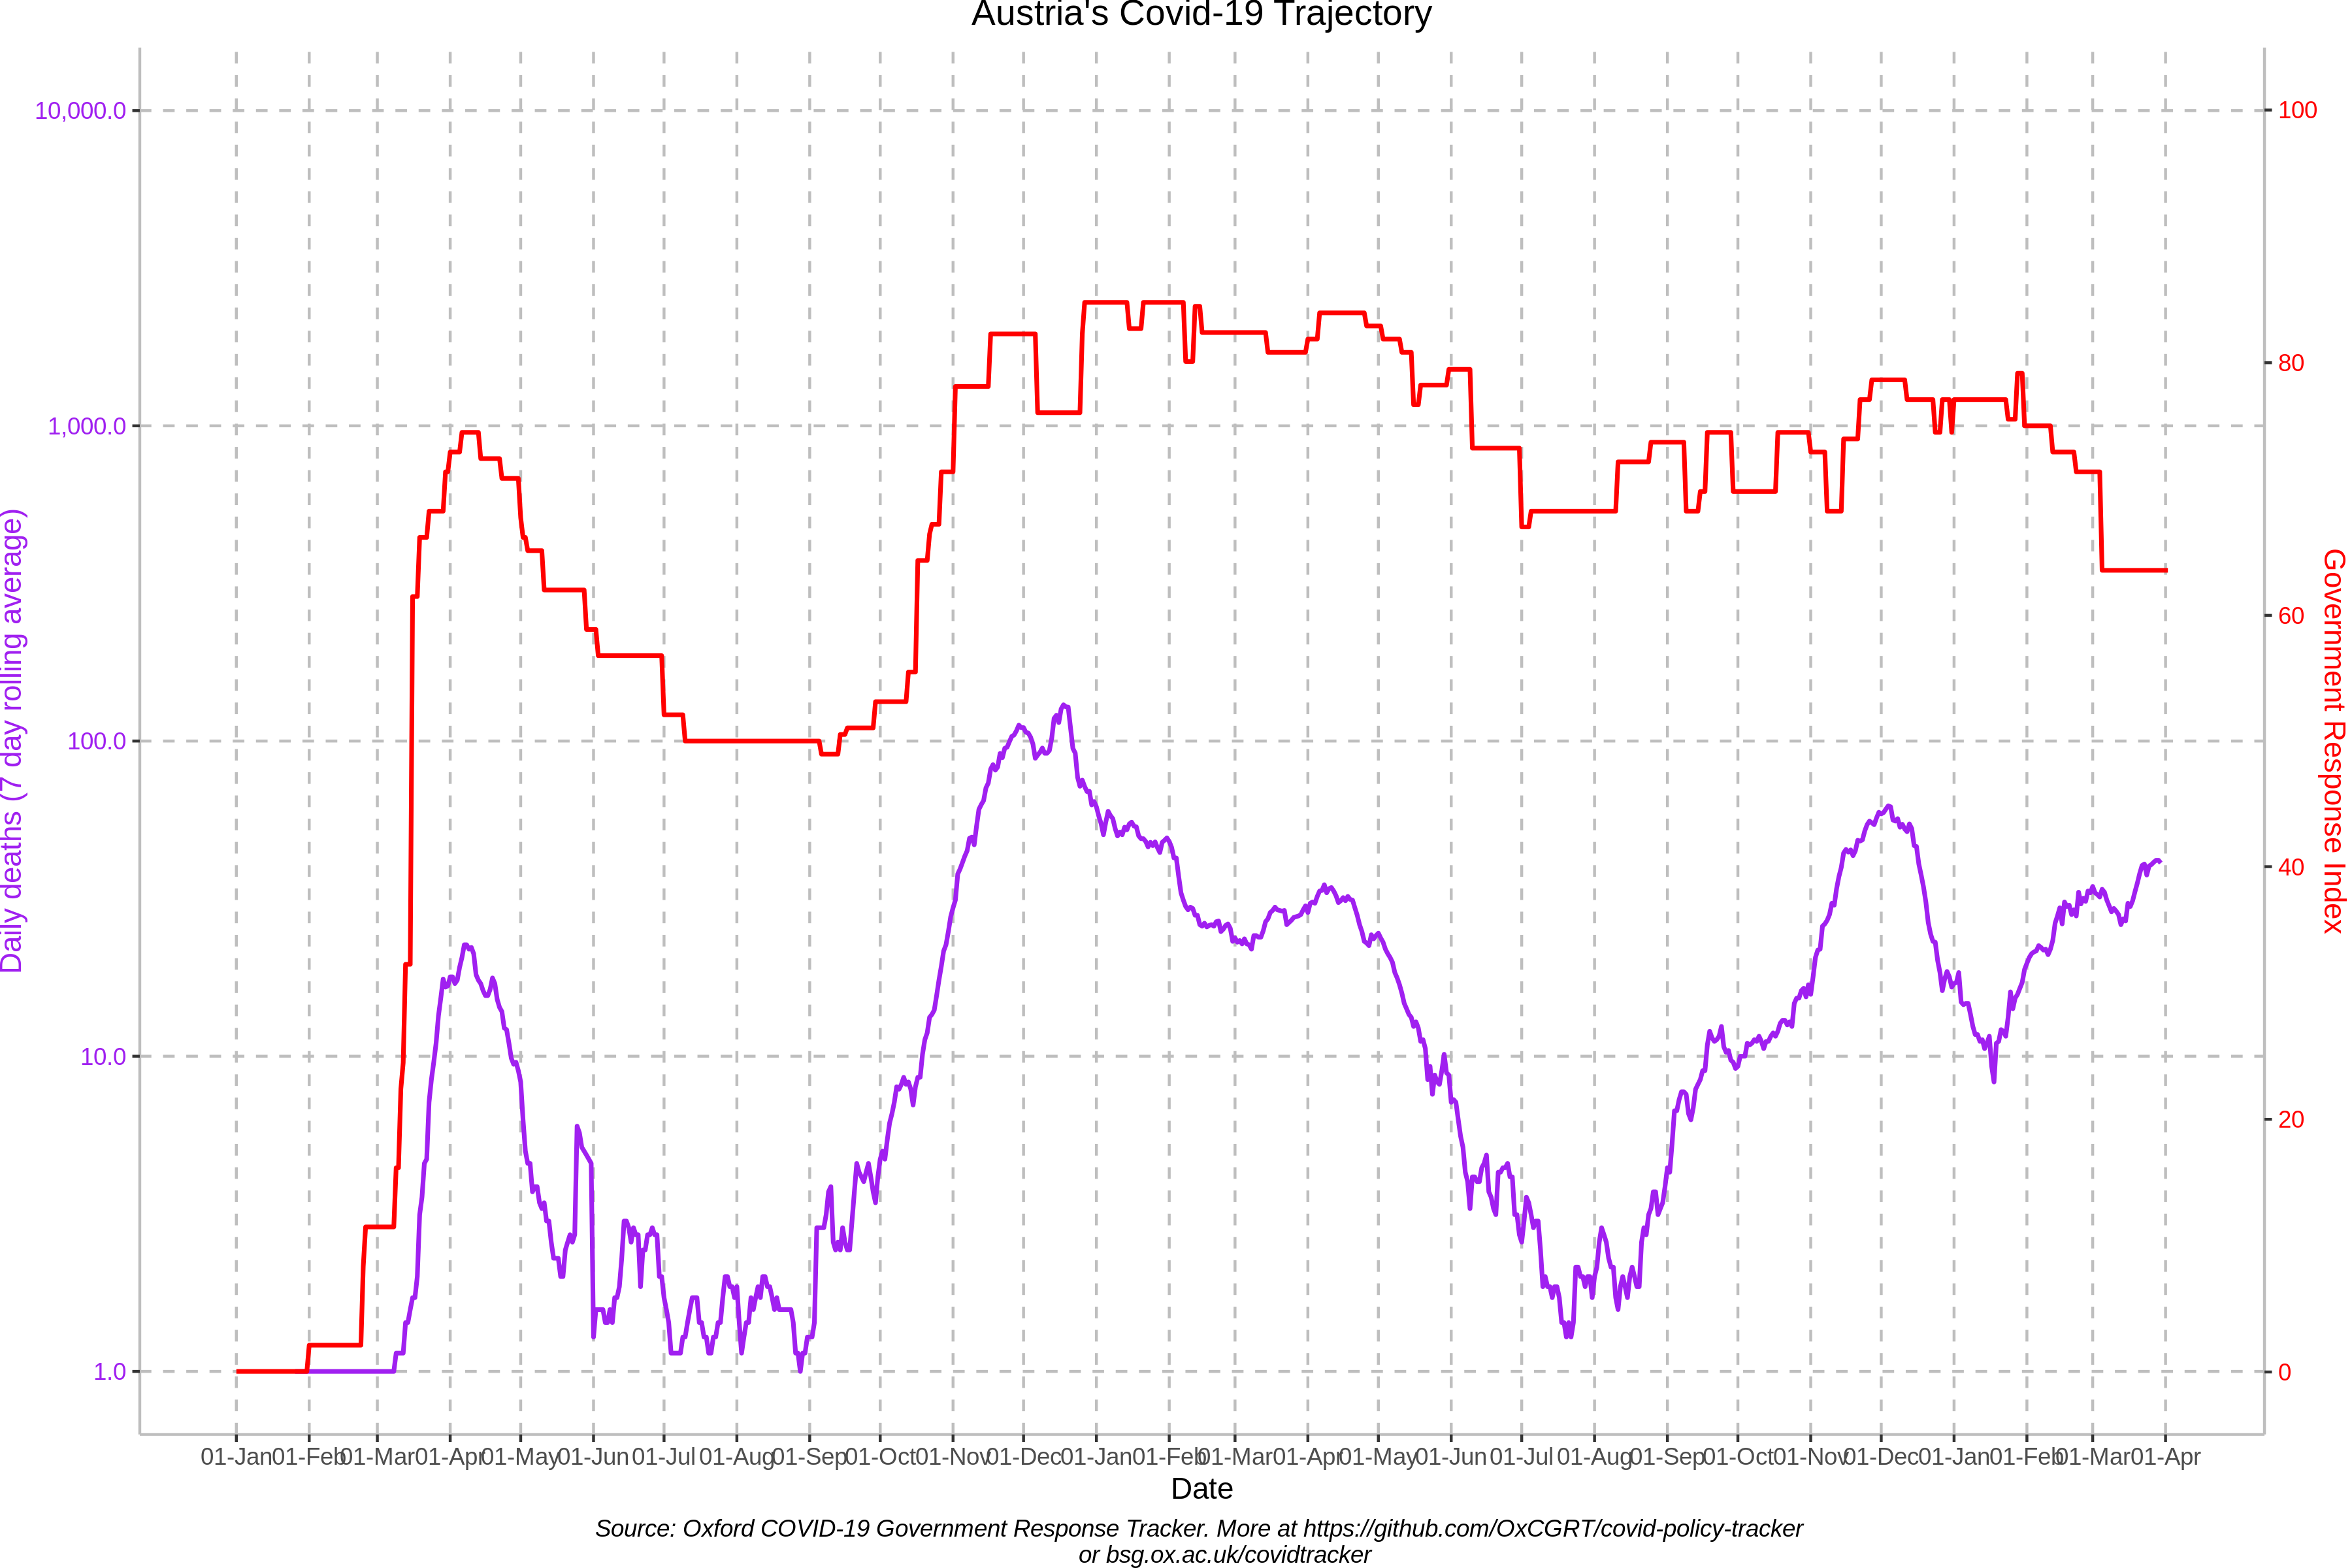 Austria's Covid-19 Trajectory
10,000.0
1,000.0
100.0
10.0
1.0
Daily deaths (7 day rolling average)
100
80
60
40
20
0
Government Response Index
01-Jan 01-Feb 01-Mar 01-Apr 01-May 01-Jun 01-Jul 01-Aug 01-Sep 01-Oct 01-Nov 01-Dec 01-Jan 01-Feb 01-Mar 01-Apr 01-May 01-Jun 01-Jul 01-Aug 01-Sep 01-Oct 01-Nov 01-Dec 01-Jan 01-Feb 01-Mar 01-Apr
Date
Source: Oxford COVID-19 Government Response Tracker. More at https://github.com/OxCGRT/covid-policy-tracker
or bsg.ox.ac.uk/covidtracker